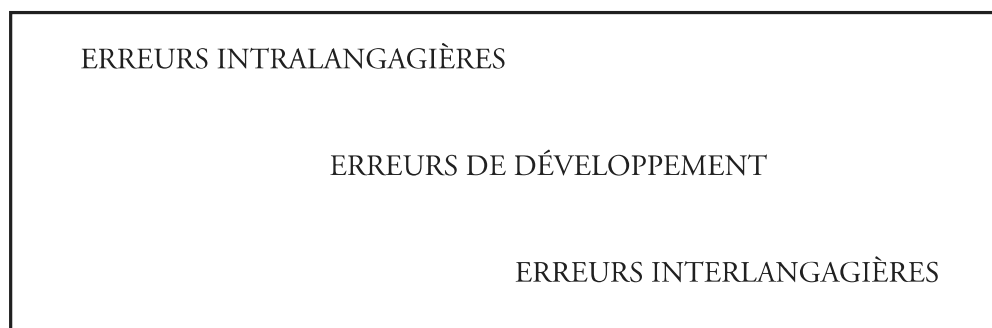 ERREURS INTRALANGAGIÈRES
ERREURS DE DÉVELOPPEMENT
ERREURS INTERLANGAGIÈRES